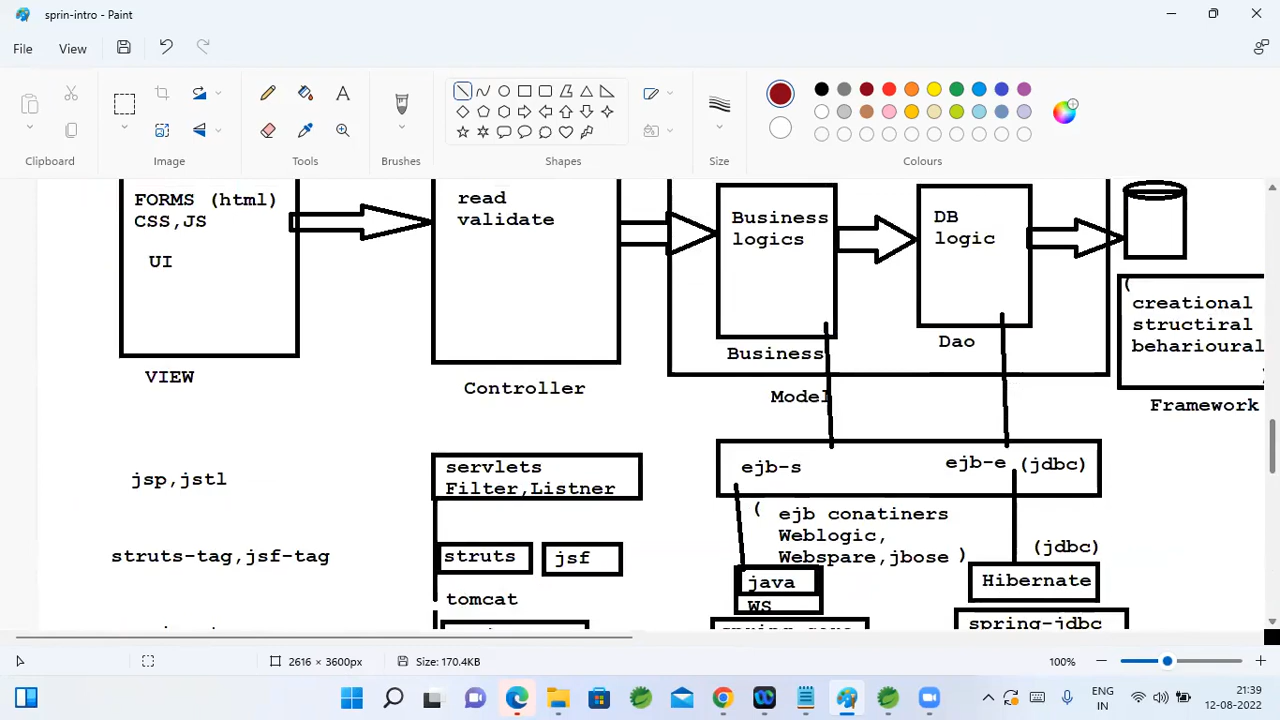 sprin-intro - Paint
File
View
Clipboard
Image
Tools
Brushes
Shapes
Size
Colours
FORMS (html)
CSS,JS
UI
VIEW
read
validate
Controller
Business
logics
Business
DB
logic
Dao
Model
(
creational
structiral
beharioural
Framework
jsp,jstl
servlets
Filter,Listner
ejb-s
ejb-e (jdbc)
( ejb conatiners
Weblogic,
Webspare,jbose )
struts-tag,jsf-tag
struts
jsf
tomcat
java
WS
(jdbc)
Hibernate
spring-jdbc
2616 × 3600px
Size: 170.4KB
100%
ENG
IN
21:39
12-08-2022